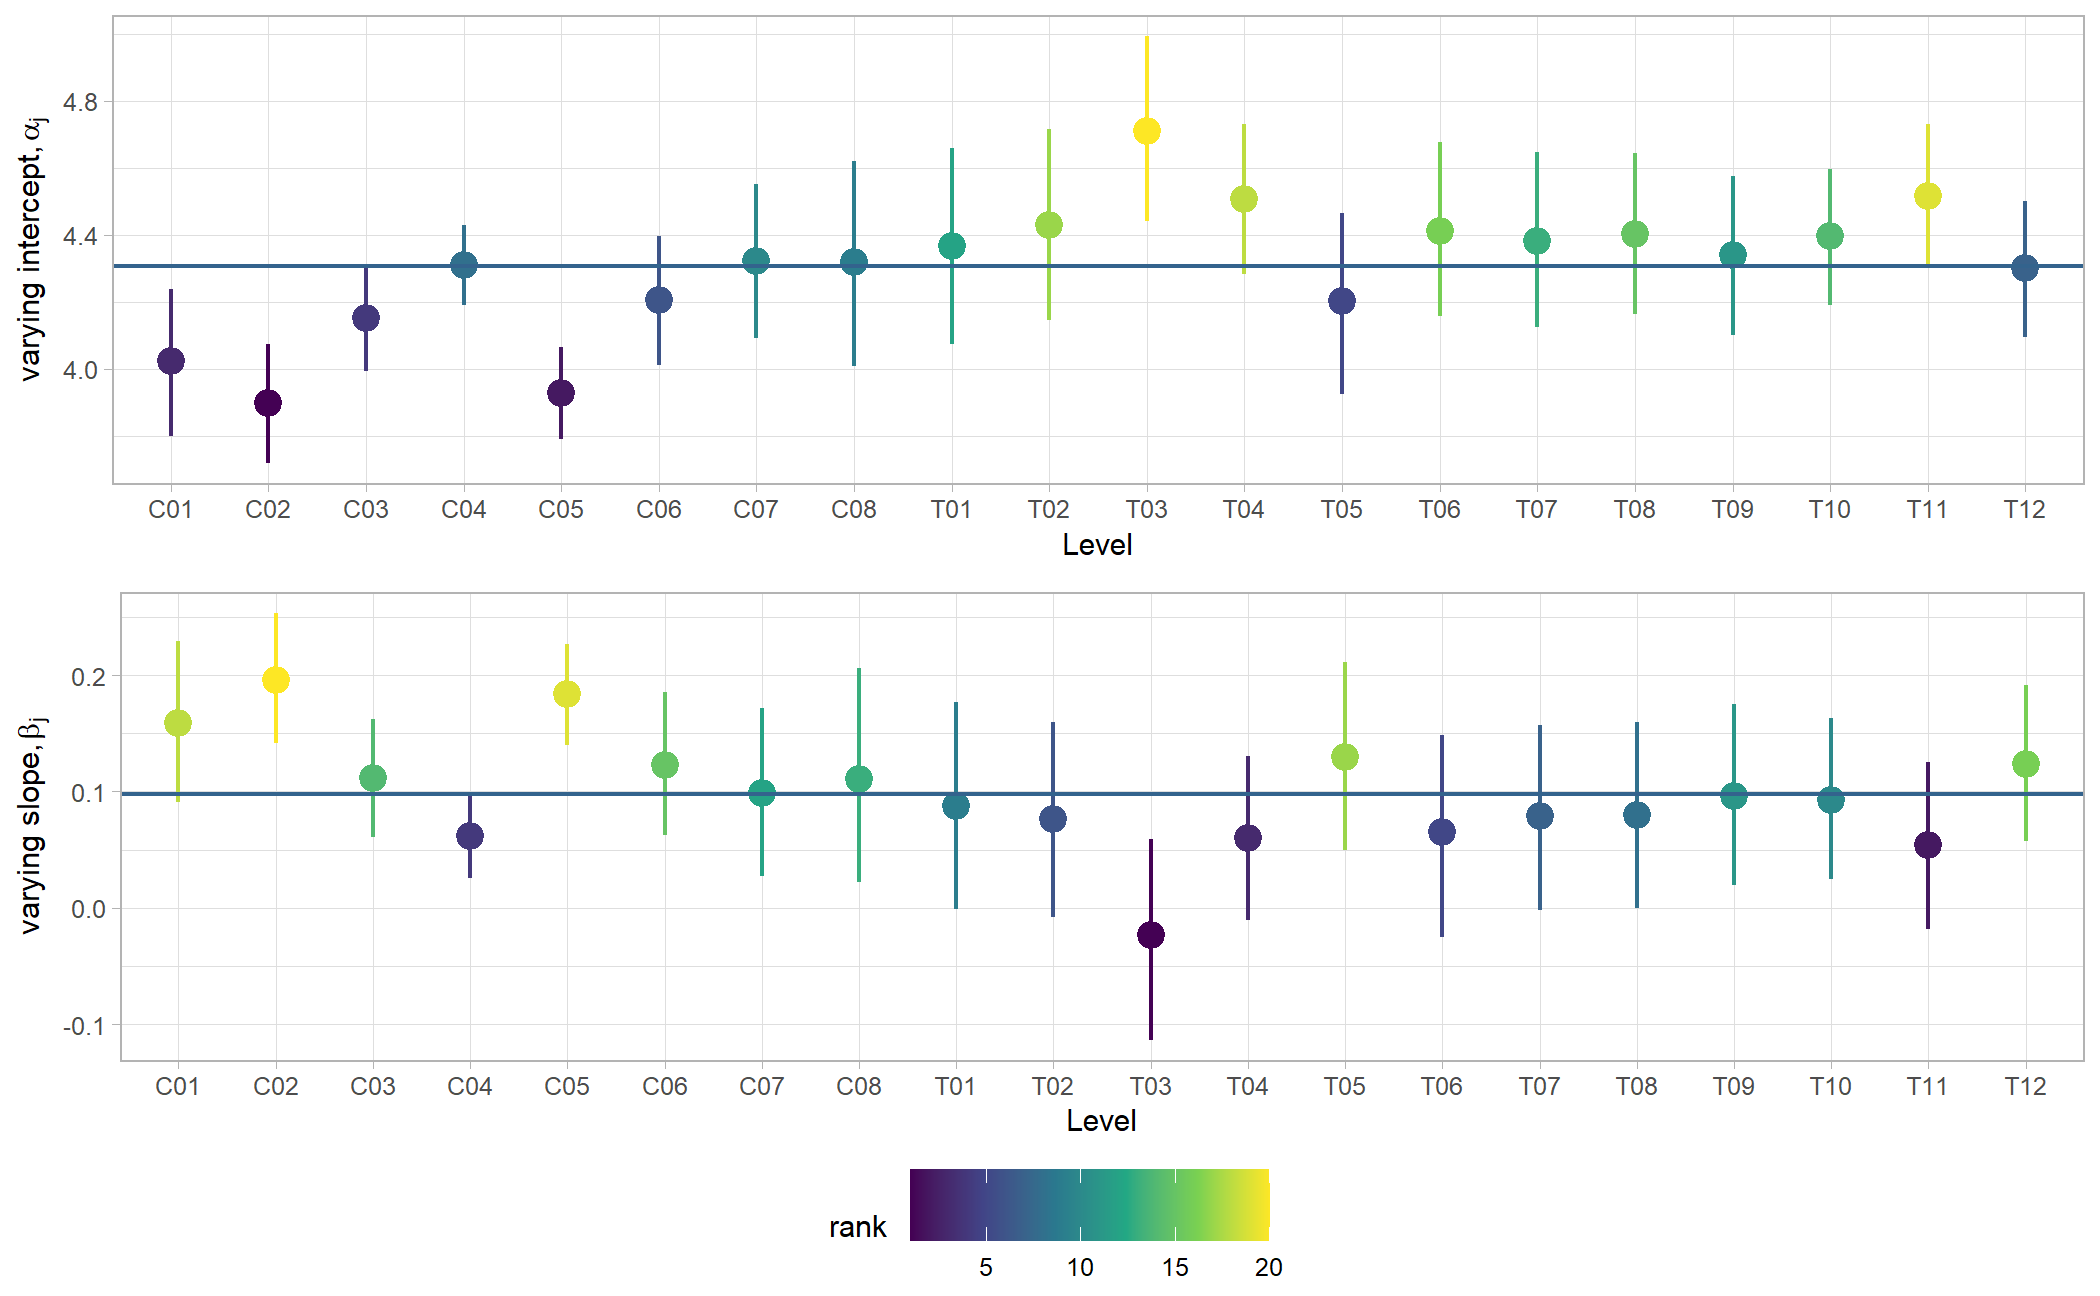 varying intercept, αj
4.8
4.4
4.0
C01 C02 C03 C04 C05 C06 C07 C08 T01 T02 T03 T04 T05 T06 T07 T08 T09 T10 T11 T12
Level
varying slope, βj
0.2
0.1
0.0
-0.1
C01 C02 C03 C04 C05 C06 C07 C08 T01 T02 T03 T04 T05 T06 T07 T08 T09 T10 T11 T12
Level
rank
5 10 15 20